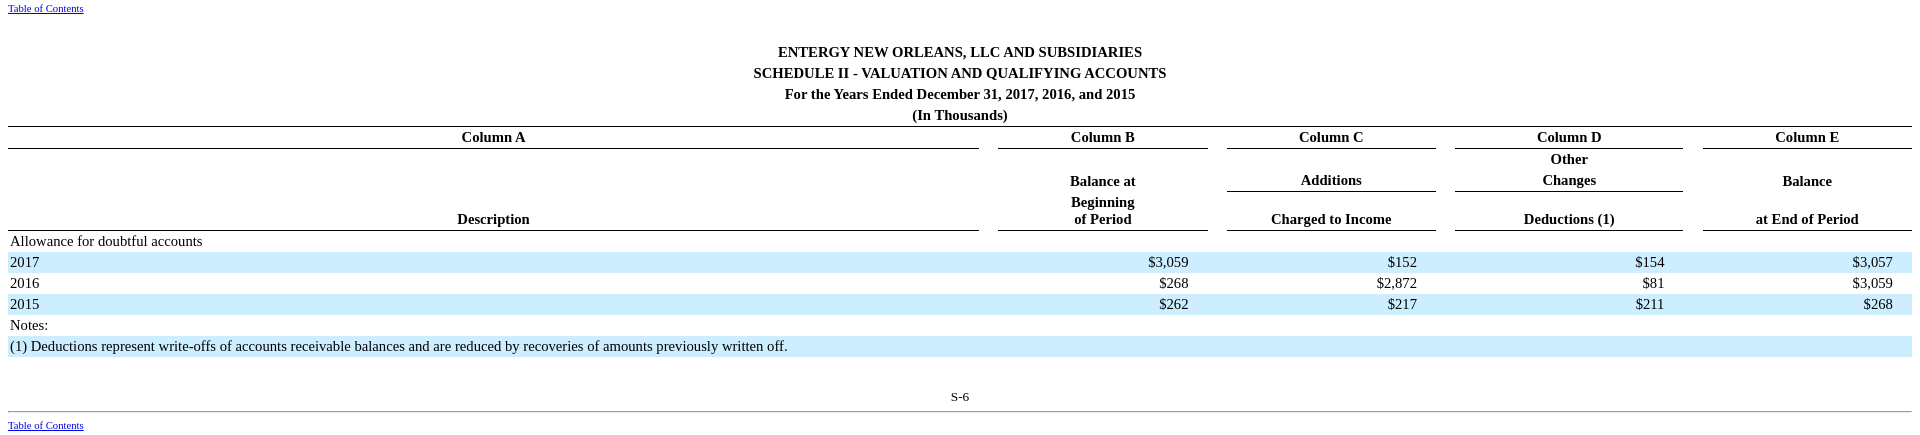 Table of Contents
ENTERGY NEW ORLEANS, LLC AND SUBSIDIARIES
SCHEDULE II - VALUATION AND QUALIFYING ACCOUNTS
For the Years Ended December 31, 2017, 2016, and 2015
(In Thousands)
Column A Column B Column C Column D Column E
Other
Balance at Additions Changes Balance
Beginning
Description of Period Charged to Income Deductions (1) at End of Period
Allowance for doubtful accounts
2017 $3,059 $152 $154 $3,057
2016 $268 $2,872 $81 $3,059
2015 $262 $217 $211 $268
Notes:
(1) Deductions represent write-offs of accounts receivable balances and are reduced by recoveries of amounts previously written off.
S-6
Table of Contents